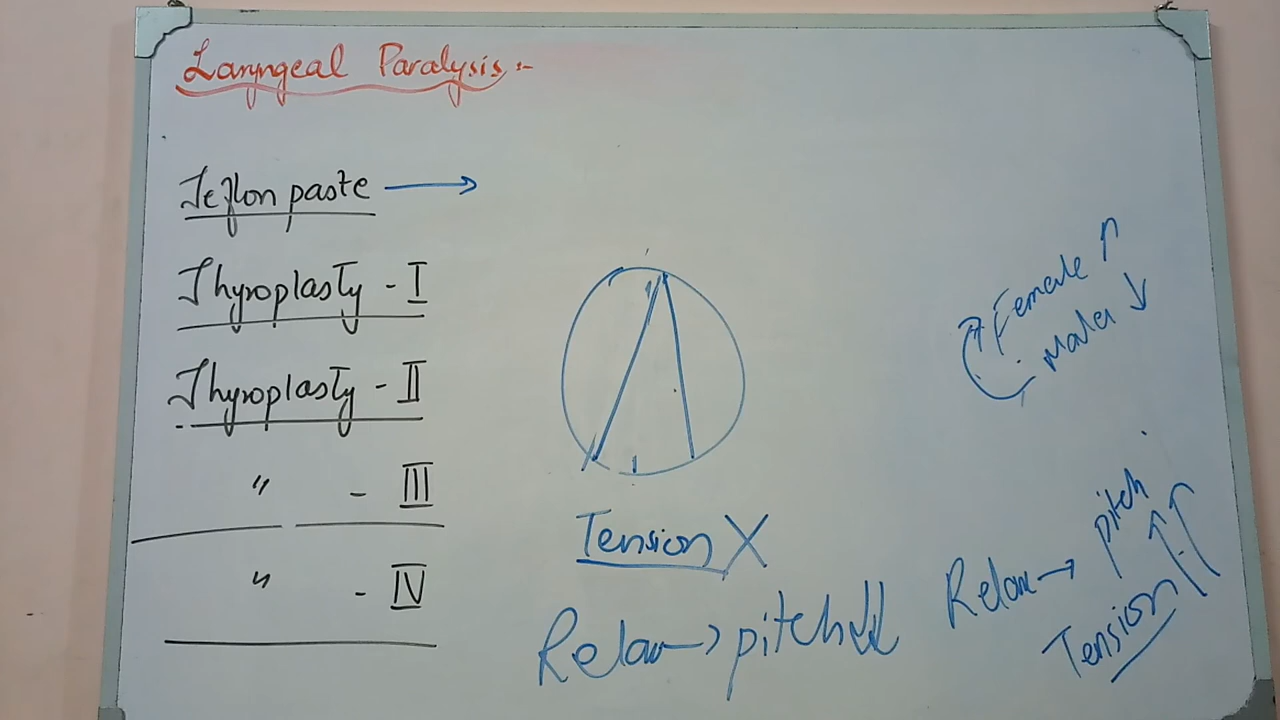 Laryngeal Paralysis :-
Teflon paste →
Thyroplasty - I
Thyroplasty - II
〃 - III
〃 - IV
Tension X
Relax → pitch ↓↓
Female ↑
Males ↓
Relax → pitch
Tension ↑↑